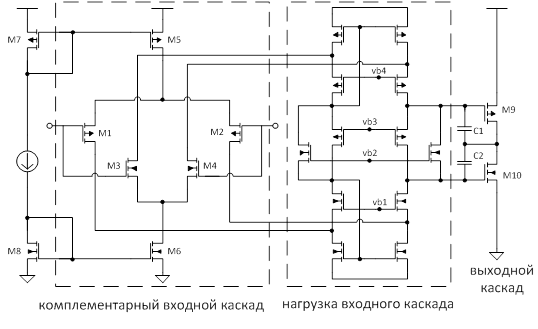 M7
M5
vb4
M9
M1
M2
vb3
C1
M3
M4
vb2
C2
M10
vb1
M8
M6
выходной
каскад
комплементарный входной каскад
нагрузка входного каскада